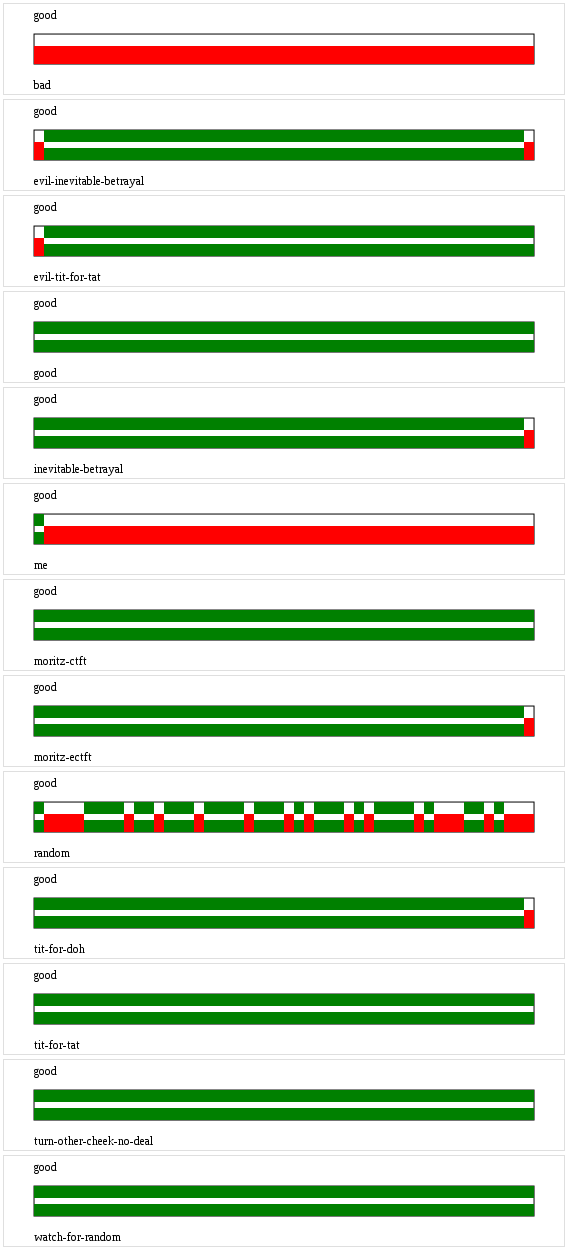 good
bad
good
evil-inevitable-betrayal
good
evil-tit-for-tat
good
good
good
inevitable-betrayal
good
me
good
moritz-ctft
good
moritz-ectft
good
random
good
tit-for-doh
good
tit-for-tat
good
turn-other-cheek-no-deal
good
watch-for-random